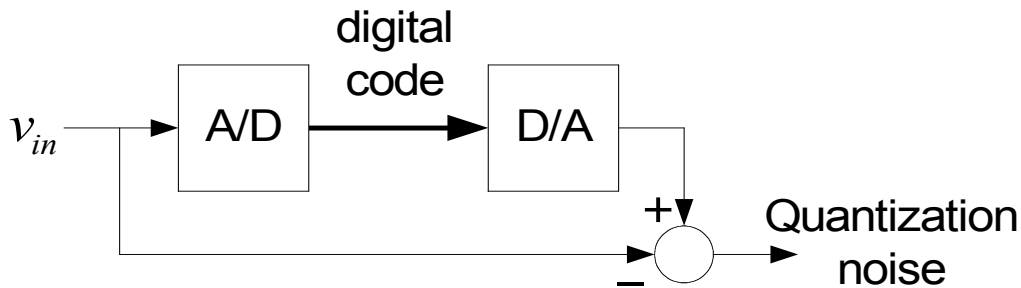 digital
code
v_in
A/D
D/A
+
−
Quantization
noise